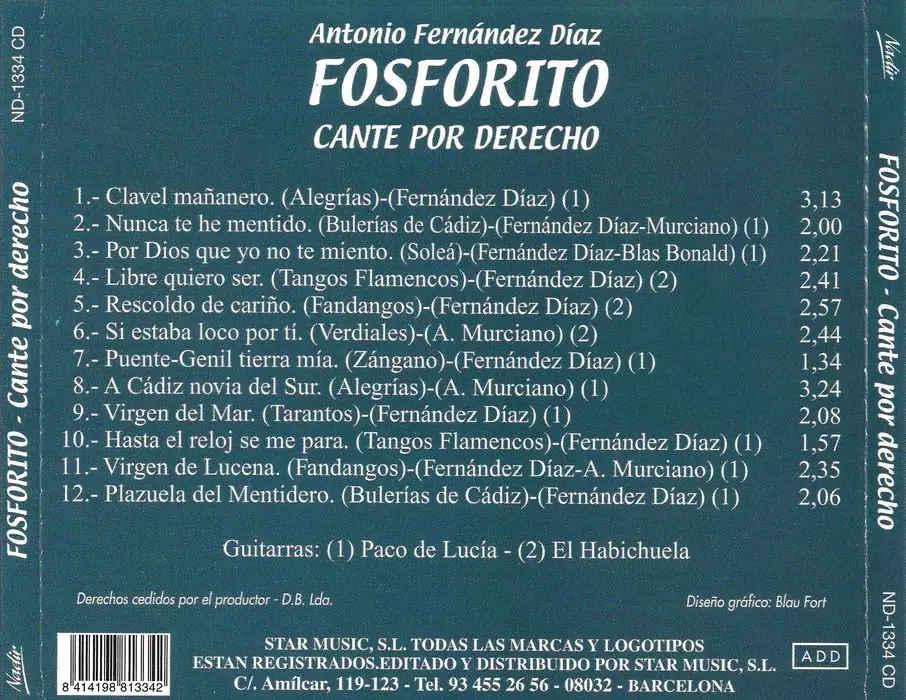 Antonio Fernández Díaz
FOSFORITO
CANTE POR DERECHO
1.- Clavel mañanero. (Alegrías)-(Fernández Díaz) (1) 3,13
2.- Nunca te he mentido. (Bulerías de Cádiz)-(Fernández Díaz-Murciano) (1) 2,00
3.- Por Dios que yo no te miento. (Soleá)-(Fernández Díaz-Blas Bonald) (1) 2,21
4.- Libre quiero ser. (Tangos Flamencos)-(Fernández Díaz) (2) 2,41
5.- Rescoldo de cariño. (Fandangos)-(Fernández Díaz) (2) 2,57
6.- Si estaba loco por tí. (Verdiales)-(A. Murciano) (2) 2,44
7.- Puente-Genil tierra mía. (Zángano)-(Fernández Díaz) (1) 1,34
8.- A Cádiz novia del Sur. (Alegrías)-(A. Murciano) (1) 3,24
9.- Virgen del Mar. (Tarantos)-(Fernández Díaz) (1) 2,08
10.- Hasta el reloj se me para. (Tangos Flamencos)-(Fernández Díaz) (1) 1,57
11.- Virgen de Lucena. (Fandangos)-(Fernández Díaz-A. Murciano) (1) 2,35
12.- Plazuela del Mentidero. (Bulerías de Cádiz)-(Fernández Díaz) (1) 2,06
Guitarras: (1) Paco de Lucía - (2) El Habichuela
Derechos cedidos por el productor - D.B. Lda.
Diseño gráfico: Blau Fort
STAR MUSIC, S.L. TODAS LAS MARCAS Y LOGOTIPOS
ESTAN REGISTRADOS.EDITADO Y DISTRIBUIDO POR STAR MUSIC, S.L.
C/. Amílcar, 119-123 - Tel. 93 455 26 56 - 08032 - BARCELONA
ADD
8 414198 813342
ND-1334 CD
FOSFORITO - Cante por derecho
Nadir
Nadir
FOSFORITO - Cante por derecho
ND-1334 CD